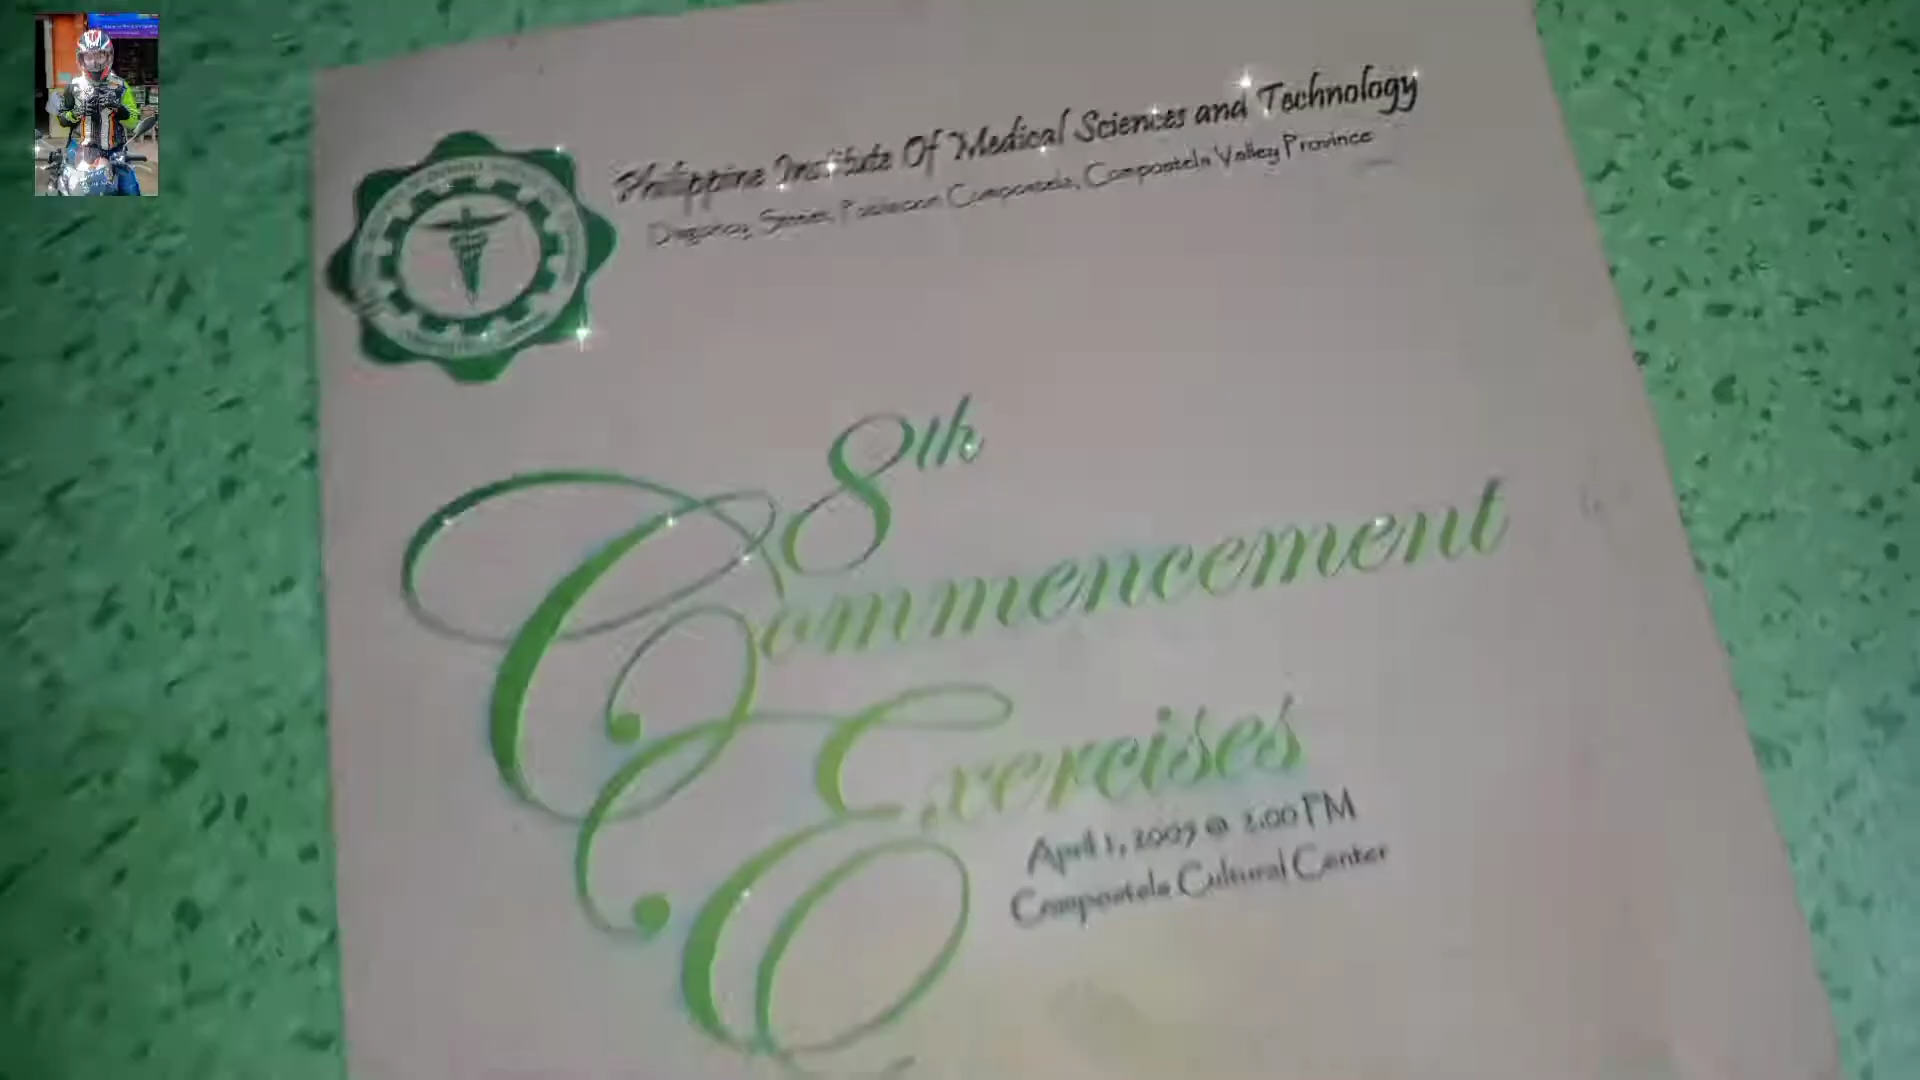 Philippine Institute Of Medical Sciences and Technology
Compostela, Compostela Valley Province
8th
Commencement
Exercises
April 1, 2009 @ 2:00 PM
Compostela Cultural Center